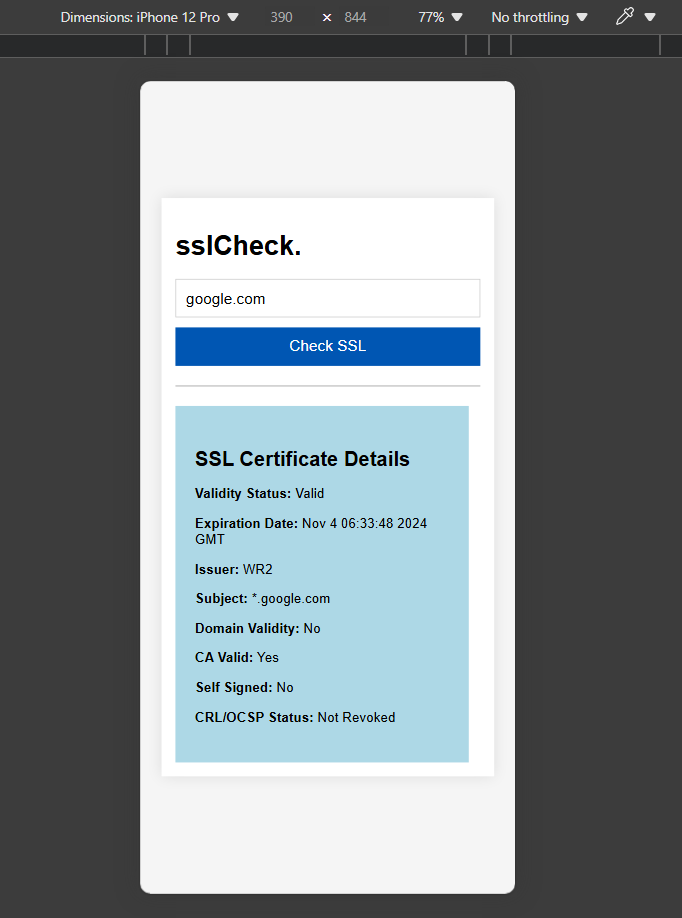 Dimensions: iPhone 12 Pro 390 × 844 77% No throttling
sslCheck.
google.com
Check SSL
SSL Certificate Details
Validity Status: Valid
Expiration Date: Nov 4 06:33:48 2024
GMT
Issuer: WR2
Subject: *.google.com
Domain Validity: No
CA Valid: Yes
Self Signed: No
CRL/OCSP Status: Not Revoked